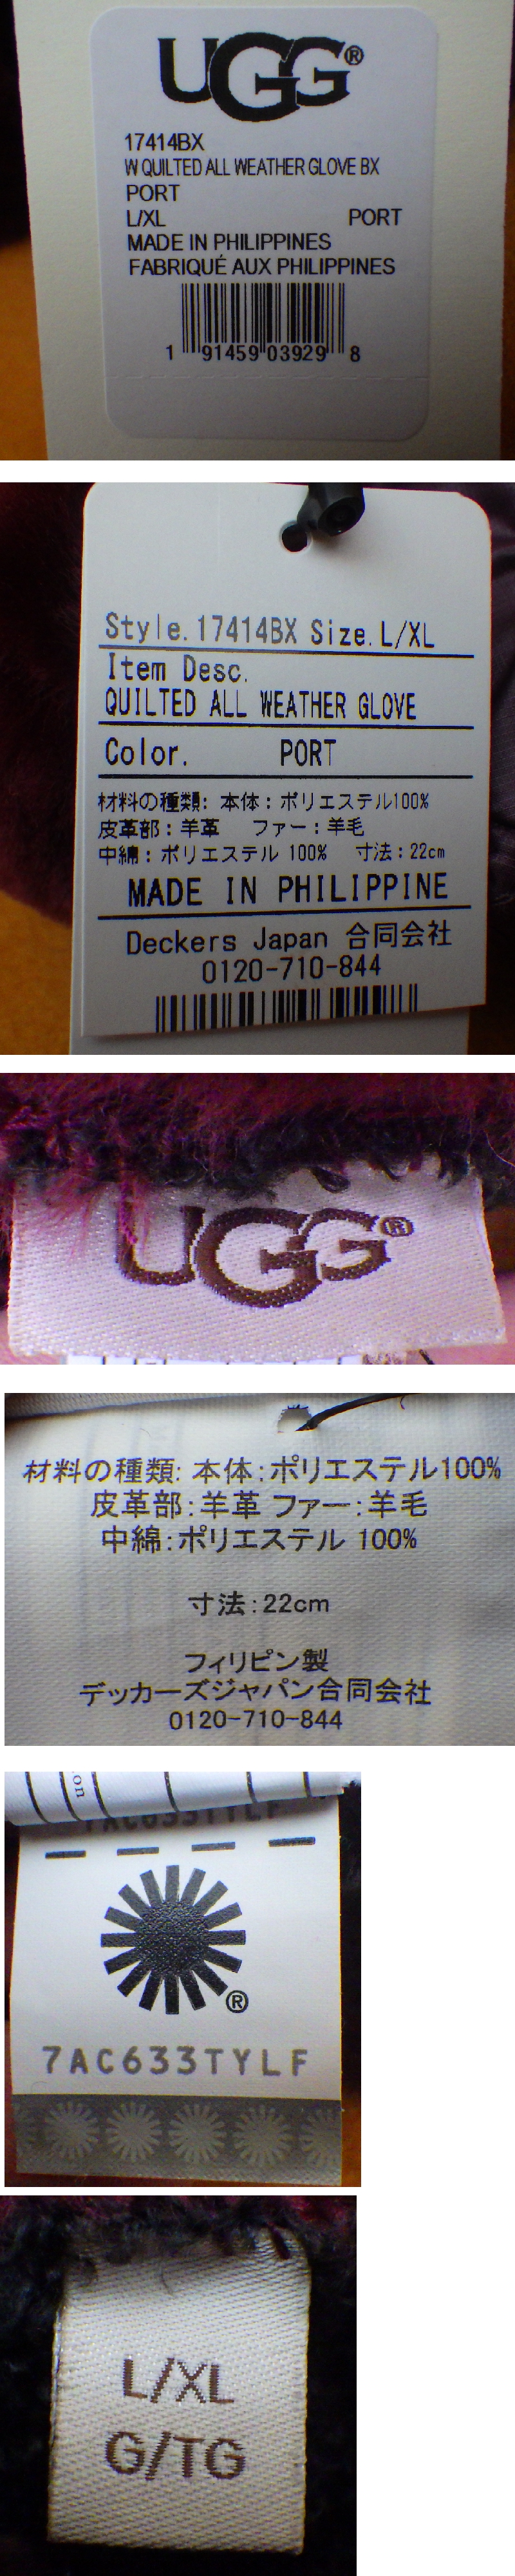 UGG®
17414BX
W QUILTED ALL WEATHER GLOVE BX
PORT
L/XL PORT
MADE IN PHILIPPINES
FABRIQUÉ AUX PHILIPPINES
1 91459 03929 8
Style. 17414BX Size. L/XL
Item Desc.
QUILTED ALL WEATHER GLOVE
Color. PORT
材料の種類: 本体: ポリエステル100%
皮革部: 羊革 ファー: 羊毛
中綿: ポリエステル 100% 寸法: 22cm
MADE IN PHILIPPINE
Deckers Japan 合同会社
0120-710-844
UGG®
材料の種類: 本体: ポリエステル100%
皮革部: 羊革 ファー: 羊毛
中綿: ポリエステル 100%
寸法: 22cm
フィリピン製
デッカーズジャパン合同会社
0120-710-844
on
7AC633TYLF
®
7AC633TYLF
L/XL
G/TG